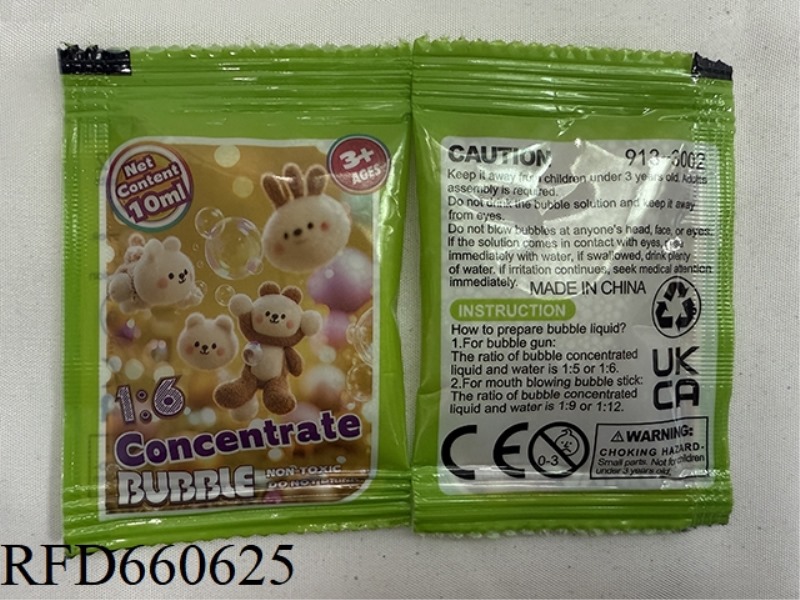 Net
Content
10ml
3+
AGES
1:6
Concentrate
BUBBLE
NON-TOXIC
DO NOT
CAUTION 913-3002
Keep it away children under 3 years old. Adults
assembly is required.
Do not drink the bubble solution and keep it away
from eyes.
Do not blow bubbles at anyone's head, face, or eyes.
If the solution comes in contact with eyes,
immediately with water, if swallowed, drink plenty
of water, if irritation continues, seek medical attention
immediately. MADE IN CHINA
INSTRUCTION
How to prepare bubble liquid?
1.For bubble gun:
The ratio of bubble concentrated
liquid and water is 1:5 or 1:6.
2.For mouth blowing bubble stick:
The ratio of bubble concentrated
liquid and water is 1:9 or 1:12.
UK
CA
CE
0-3
WARNING:
CHOKING HAZARD-
Small parts. Not for children
under 3 years old.
RFD660625